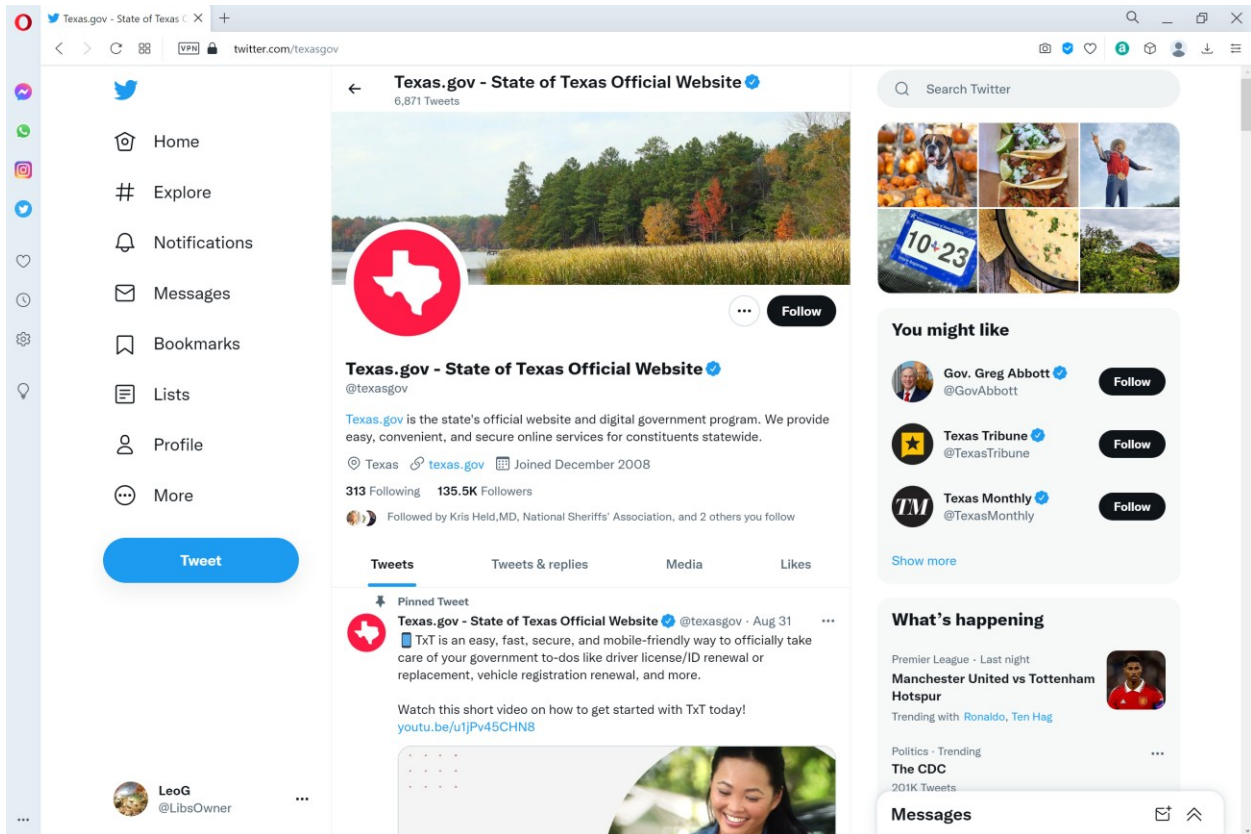 Texas.gov - State of Texas
VPN
twitter.com/texasgov
a
Texas.gov - State of Texas Official Website
6,871 Tweets
Search Twitter
Home
Explore
Notifications
Messages
Bookmarks
Lists
Profile
More
Tweet
LeoG
@LibsOwner
10 23
Follow
Texas.gov - State of Texas Official Website
@texasgov
Texas.gov is the state's official website and digital government program. We provide
easy, convenient, and secure online services for constituents statewide.
Texas texas.gov Joined December 2008
313 Following 135.5K Followers
Followed by Kris Held,MD, National Sheriffs' Association, and 2 others you follow
Tweets Tweets & replies Media Likes
Pinned Tweet
Texas.gov - State of Texas Official Website @texasgov · Aug 31
TxT is an easy, fast, secure, and mobile-friendly way to officially take
care of your government to-dos like driver license/ID renewal or
replacement, vehicle registration renewal, and more.
Watch this short video on how to get started with TxT today!
youtu.be/u1jPv45CHN8
You might like
Gov. Greg Abbott
@GovAbbott
Follow
Texas Tribune
@TexasTribune
Follow
TM
Texas Monthly
@TexasMonthly
Follow
Show more
What's happening
Premier League · Last night
Manchester United vs Tottenham
Hotspur
Trending with Ronaldo, Ten Hag
Politics · Trending
The CDC
201K Tweets
Messages